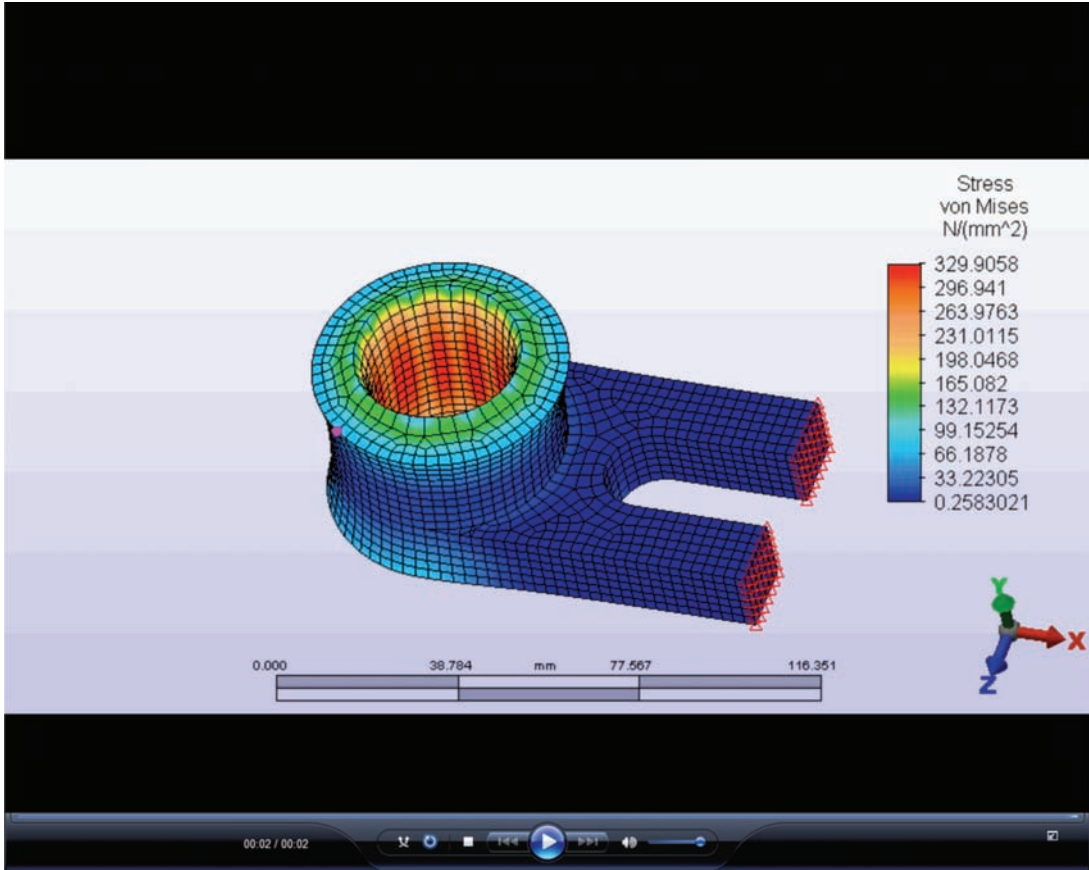 Stress
von Mises
N/(mm^2)
329.9058
296.941
263.9763
231.0115
198.0468
165.082
132.1173
99.15254
66.1878
33.22305
0.2583021
Y
X
Z
0.000 38.784 mm 77.567 116.351
00:02 / 00:02